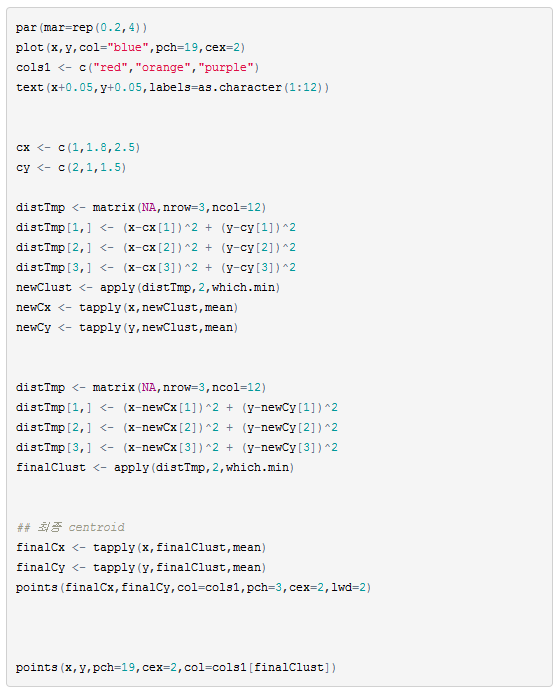 par(mar=rep(0.2,4))
plot(x,y,col="blue",pch=19,cex=2)
cols1 <- c("red","orange","purple")
text(x+0.05,y+0.05,labels=as.character(1:12))
cx <- c(1,1.8,2.5)
cy <- c(2,1,1.5)
distTmp <- matrix(NA,nrow=3,ncol=12)
distTmp[1,] <- (x-cx[1])^2 + (y-cy[1])^2
distTmp[2,] <- (x-cx[2])^2 + (y-cy[2])^2
distTmp[3,] <- (x-cx[3])^2 + (y-cy[3])^2
newClust <- apply(distTmp,2,which.min)
newCx <- tapply(x,newClust,mean)
newCy <- tapply(y,newClust,mean)
distTmp <- matrix(NA,nrow=3,ncol=12)
distTmp[1,] <- (x-newCx[1])^2 + (y-newCy[1])^2
distTmp[2,] <- (x-newCx[2])^2 + (y-newCy[2])^2
distTmp[3,] <- (x-newCx[3])^2 + (y-newCy[3])^2
finalClust <- apply(distTmp,2,which.min)
## 최종 centroid
finalCx <- tapply(x,finalClust,mean)
finalCy <- tapply(y,finalClust,mean)
points(finalCx,finalCy,col=cols1,pch=3,cex=2,lwd=2)
points(x,y,pch=19,cex=2,col=cols1[finalClust])